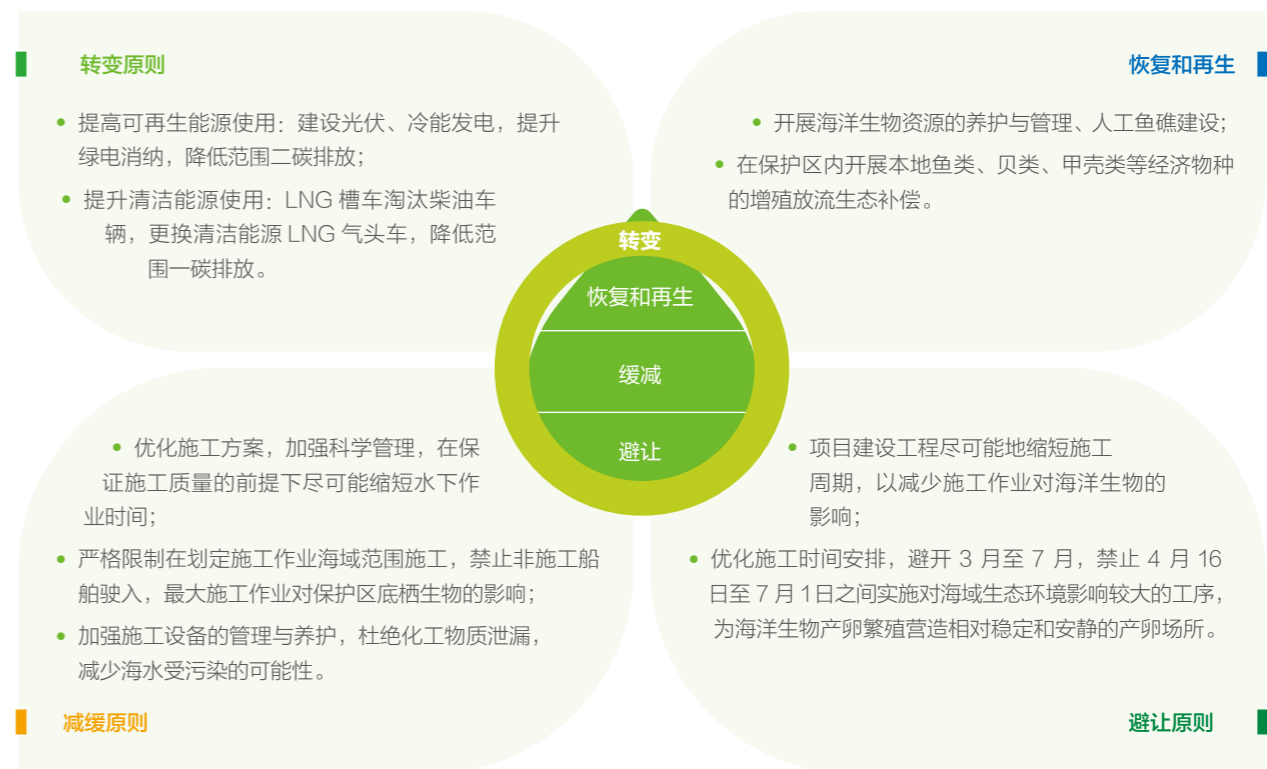 转变原则
• 提高可再生能源使用：建设光伏、冷能发电，提升
绿电消纳，降低范围二碳排放；
• 提升清洁能源使用：LNG 槽车淘汰柴油车
辆，更换清洁能源 LNG 气头车，降低范
围一碳排放。
恢复和再生
• 开展海洋生物资源的养护与管理、人工鱼礁建设；
• 在保护区内开展本地鱼类、贝类、甲壳类等经济物种
的增殖放流生态补偿。
转变
恢复和再生
缓减
避让
• 优化施工方案，加强科学管理，在保
证施工质量的前提下尽可能缩短水下作
业时间；
• 严格限制在划定施工作业海域范围施工，禁止非施工船
舶驶入，最大施工作业对保护区底栖生物的影响；
• 加强施工设备的管理与养护，杜绝化工物质泄漏，
减少海水受污染的可能性。
减缓原则
• 项目建设工程尽可能地缩短施工
周期，以减少施工作业对海洋生物的
影响；
• 优化施工时间安排，避开 3 月至 7 月，禁止 4 月 16
日至 7 月 1日之间实施对海域生态环境影响较大的工序，
为海洋生物产卵繁殖营造相对稳定和安静的产卵场所。
避让原则